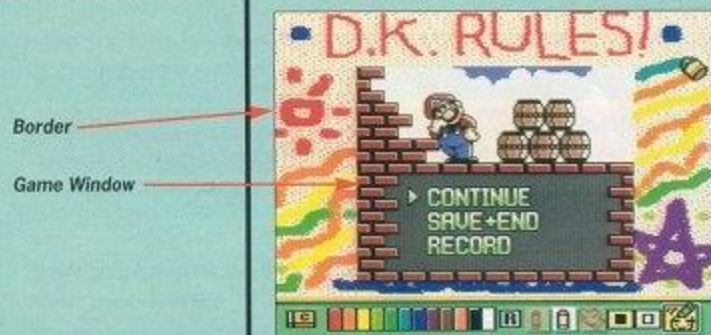 D.K. RULES!
Border
Game Window
CONTINUE
SAVE+END
RECORD